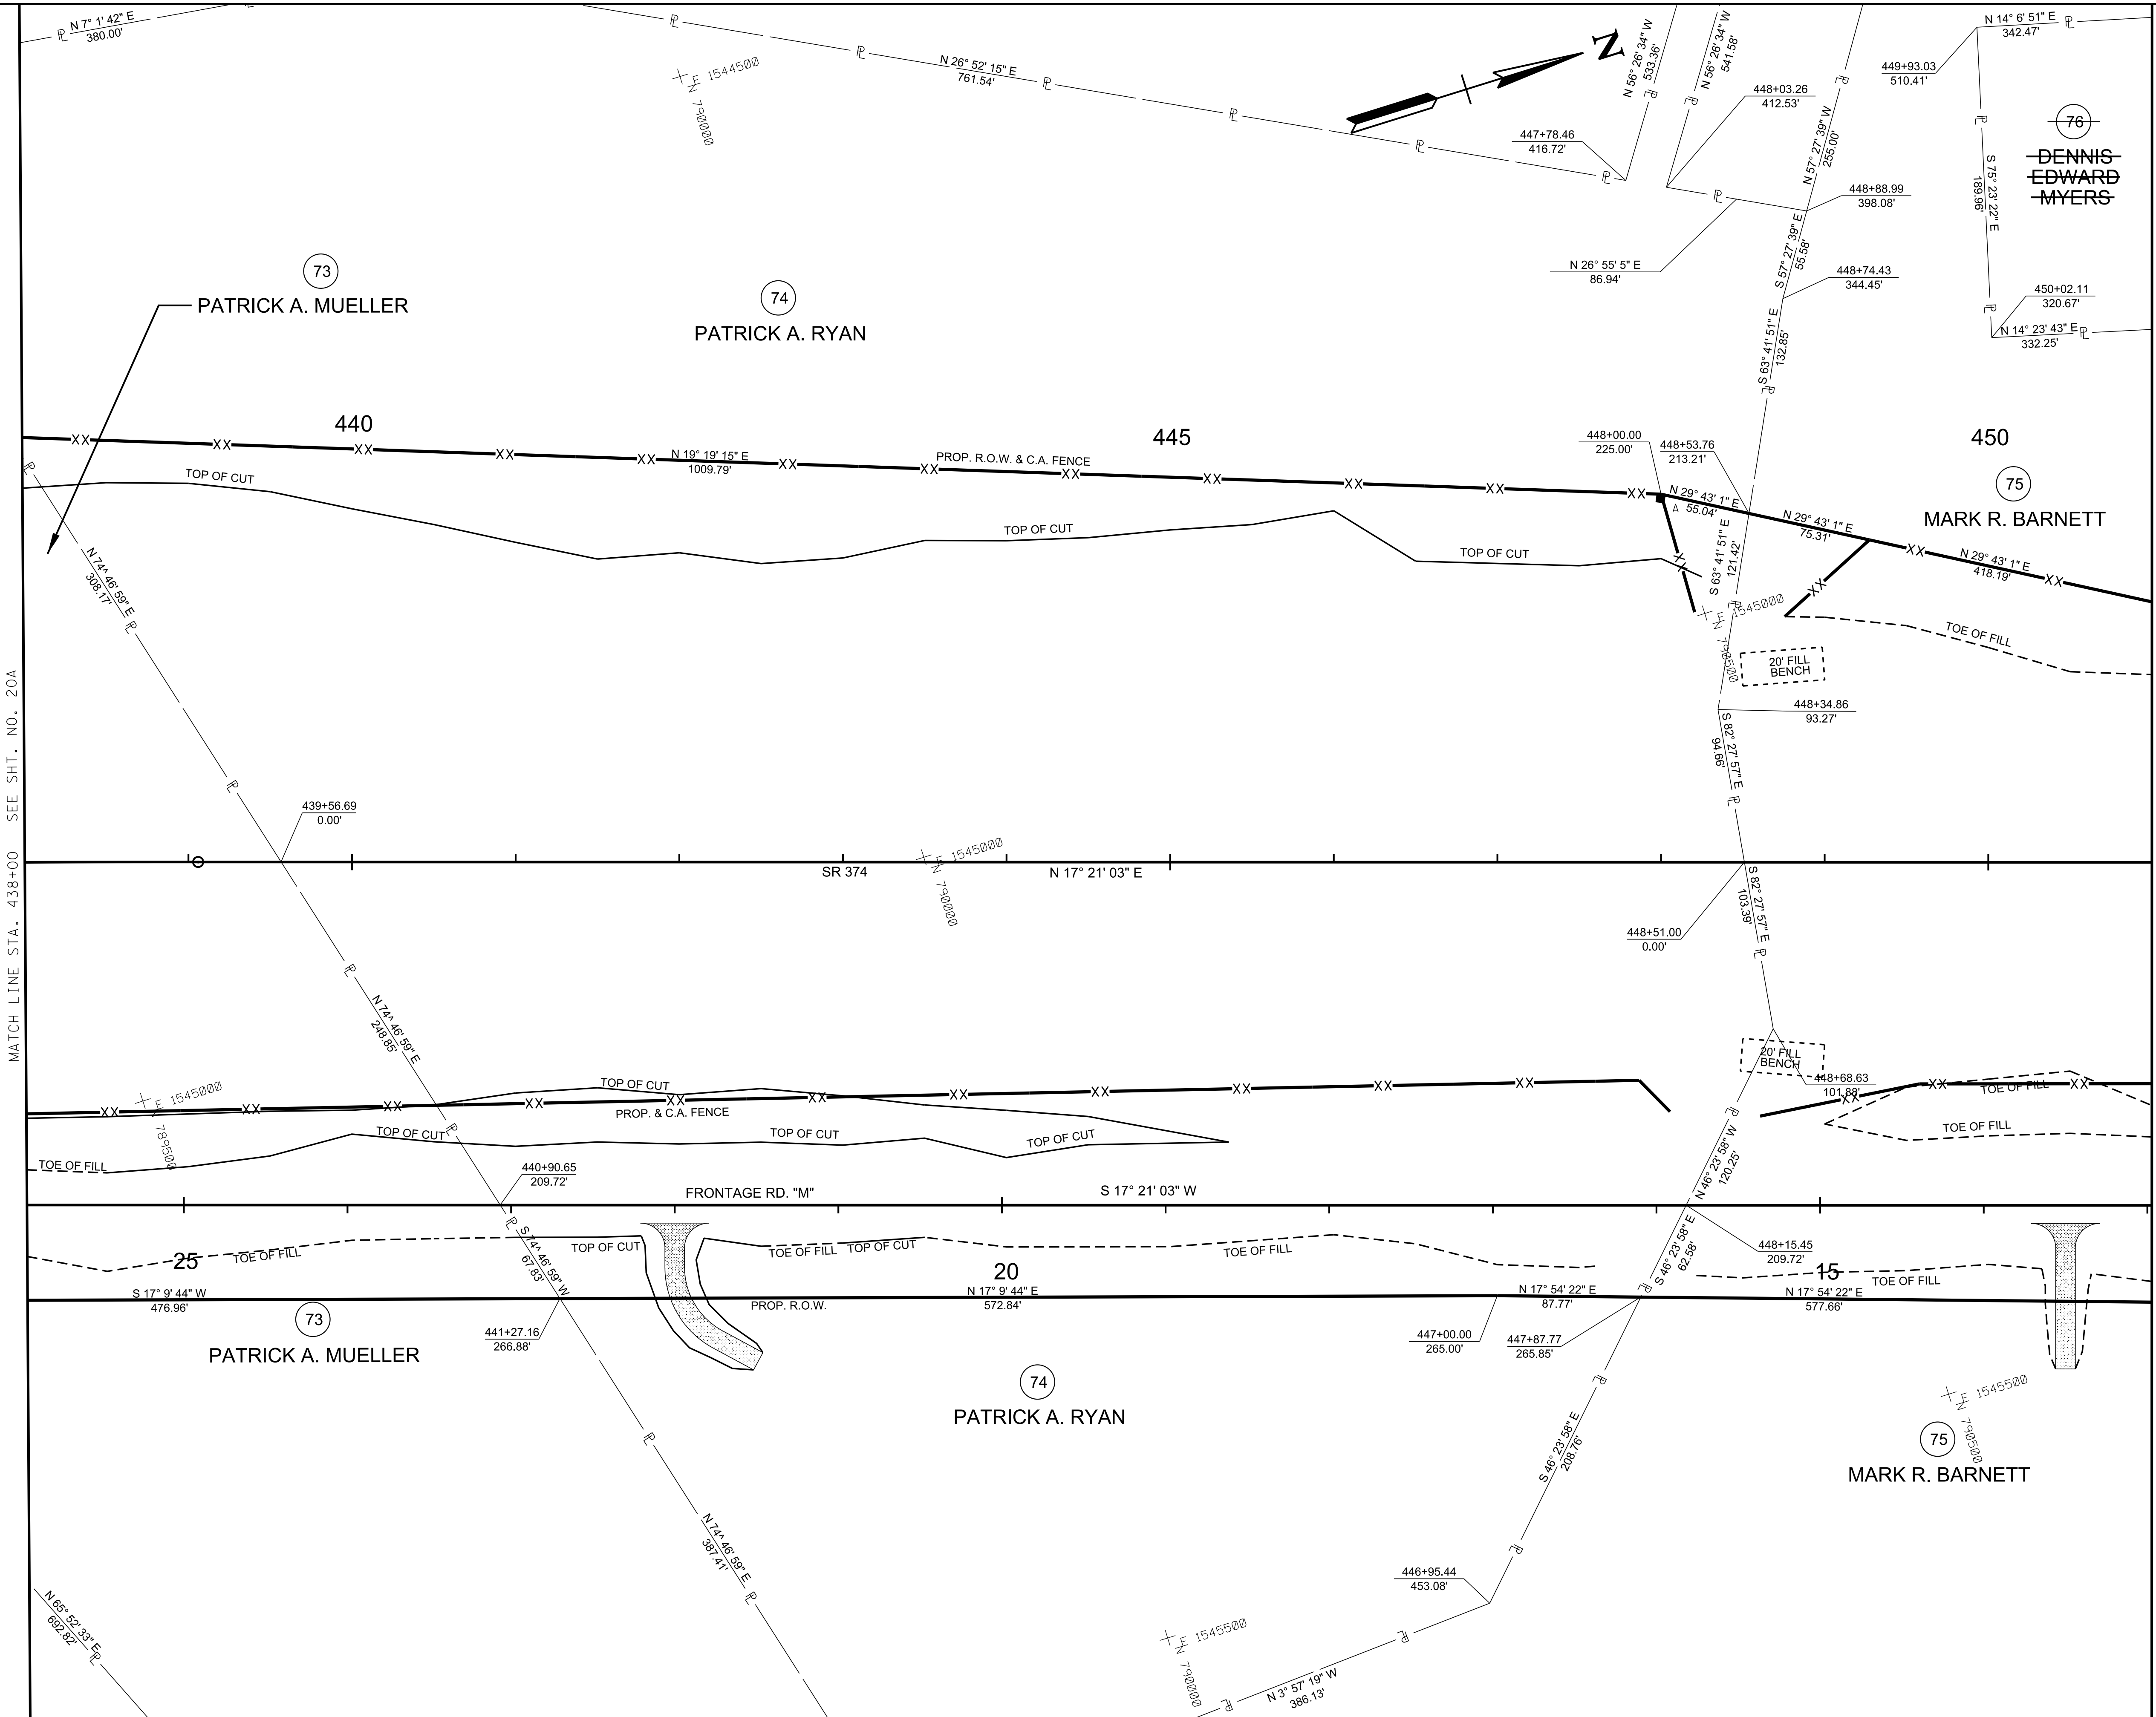 N 7° 1' 42" E
380.00'
E 1544500
N 790000
N 26° 52' 15" E
761.54'
N
N 56° 26' 34" W
533.36'
N 56° 26' 34" W
541.58'
N 14° 6' 51" E
342.47'
449+93.03
510.41'
448+03.26
412.53'
447+78.46
416.72'
N 57° 27' 39" W
255.00'
S 75° 23' 22" E
189.96'
76
DENNIS
EDWARD
MYERS
448+88.99
398.08'
N 26° 55' 5" E
86.94'
S 57° 27' 39" E
55.58'
448+74.43
344.45'
450+02.11
320.67'
N 14° 23' 43" E
332.25'
73
PATRICK A. MUELLER
74
PATRICK A. RYAN
S 63° 41' 51" E
132.85'
440
445
450
448+00.00
225.00'
448+53.76
213.21'
N 19° 19' 15" E
1009.79'
PROP. R.O.W. & C.A. FENCE
TOP OF CUT
TOP OF CUT
TOP OF CUT
A
N 29° 43' 1" E
55.04'
N 29° 43' 1" E
75.31'
N 29° 43' 1" E
418.19'
75
MARK R. BARNETT
S 63° 41' 51" E
121.42'
N 74^ 46' 59" E
308.17'
E 1545000
N 790500
TOE OF FILL
20' FILL
BENCH
448+34.86
93.27'
S 82° 27' 57" E
94.66'
MATCH LINE STA. 438+00 SEE SHT. NO. 20A
439+56.69
0.00'
E 1545000
N 790000
SR 374
N 17° 21' 03" E
S 82° 27' 57" E
103.39'
448+51.00
0.00'
N 74^ 46' 59" E
248.85'
20' FILL
BENCH
448+68.63
101.88'
E 1545000
N 789500
TOP OF CUT
PROP. & C.A. FENCE
TOP OF CUT
TOP OF CUT
TOP OF CUT
TOE OF FILL
TOE OF FILL
TOE OF FILL
N 46° 23' 58" W
120.25'
440+90.65
209.72'
FRONTAGE RD. "M"
S 17° 21' 03" W
448+15.45
209.72'
S 46° 23' 58" E
62.58'
25
TOE OF FILL
S 74^ 46' 59" W
67.83'
TOP OF CUT
TOE OF FILL
TOP OF CUT
TOE OF FILL
20
15
TOE OF FILL
S 17° 9' 44" W
476.96'
PROP. R.O.W.
N 17° 9' 44" E
572.84'
N 17° 54' 22" E
87.77'
N 17° 54' 22" E
577.66'
73
PATRICK A. MUELLER
441+27.16
266.88'
447+00.00
265.00'
447+87.77
265.85'
74
PATRICK A. RYAN
E 1545500
N 790500
75
MARK R. BARNETT
S 46° 23' 58" E
208.76'
N 74^ 46' 59" E
387.41'
446+95.44
453.08'
N 65° 52' 33" E
692.82'
E 1545500
N 790000
N 3° 57' 19" W
386.13'